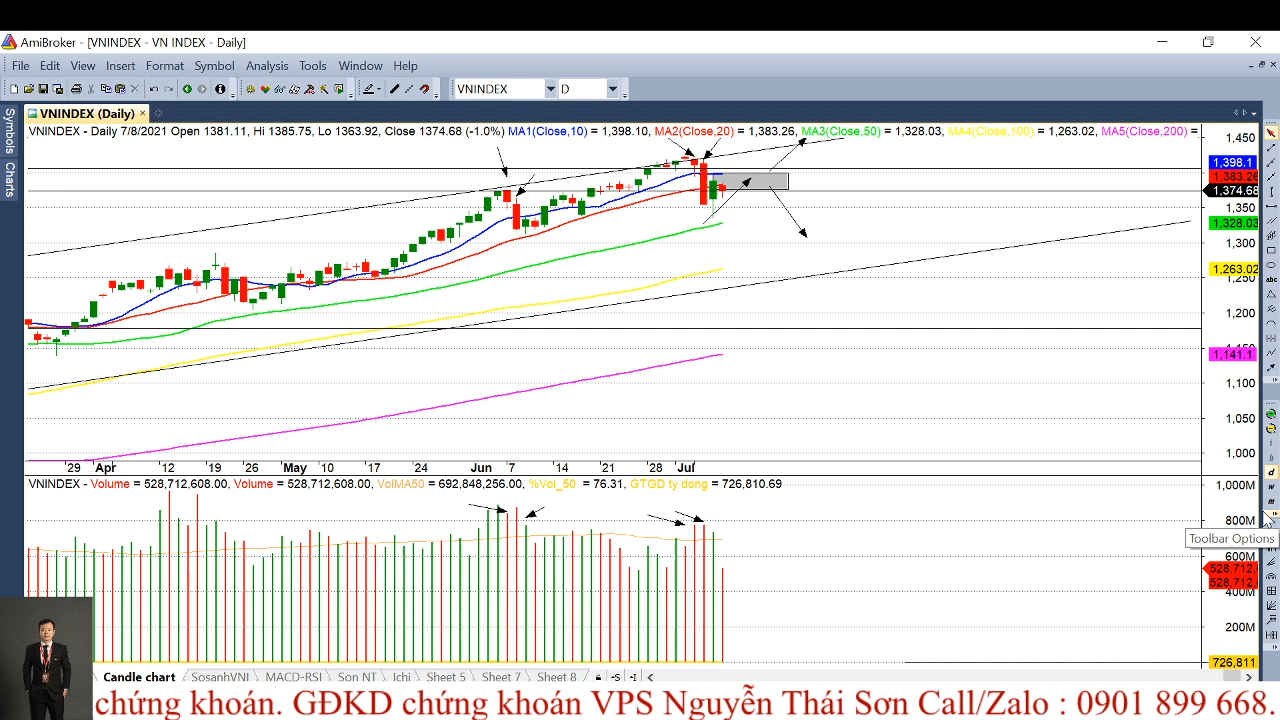 AmiBroker - [VNINDEX - VN INDEX - Daily]
File Edit View Insert Format Symbol Analysis Tools Window Help
VNINDEX D
VNINDEX (Daily)
Symbols
Charts
VNINDEX - Daily 7/8/2021 Open 1381.11, Hi 1385.75, Lo 1363.92, Close 1374.68 (-1.0%) MA1(Close,10) = 1,398.10, MA2(Close,20) = 1,383.26, MA3(Close,50) = 1,328.03, MA4(Close,100) = 1,263.02, MA5(Close,200) =
1,450
1,398.1
1,383.26
1,374.68
1,350
1,328.03
1,300
1,263.02
1,250
1,200
1,150
1,141.1
1,100
1,050
1,000
29 Apr 12 19 26 May 10 17 24 Jun 7 14 21 28 Jul
VNINDEX - Volume = 528,712,608.00, Volume = 528,712,608.00, VolMA50 = 692,848,256.00, %Vol_50 = 76.31, GTGD ty dong = 726,810.69
1,000M
800M
Toolbar Options
600M
528,712,
528,712,
400M
200M
726,811
Candle chart SosanhVNI MACD-RSI Son NT Ichi Sheet 5 Sheet 7 Sheet 8
chứng khoán. GĐKD chứng khoán VPS Nguyễn Thái Sơn Call/Zalo : 0901 899 668.